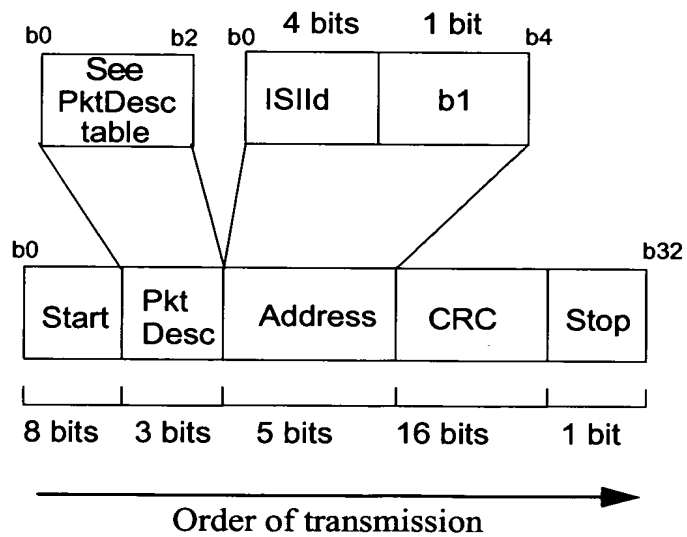 4 bits 1 bit
b0 b2 b0 b4
See
PktDesc
table
ISIId b1
b0 b32
Start Pkt
Desc Address CRC Stop
8 bits 3 bits 5 bits 16 bits 1 bit
Order of transmission